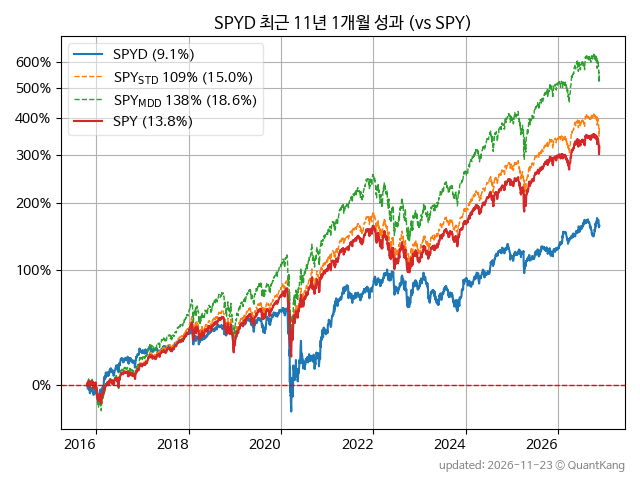 SPYD 최근 11년 1개월 성과 (vs SPY)
SPYD (9.1%)
SPY_STD 109% (15.0%)
SPY_MDD 138% (18.6%)
SPY (13.8%)
600%
500%
400%
300%
200%
100%
0%
2016 2018 2020 2022 2024 2026
updated: 2026-11-23 © QuantKang